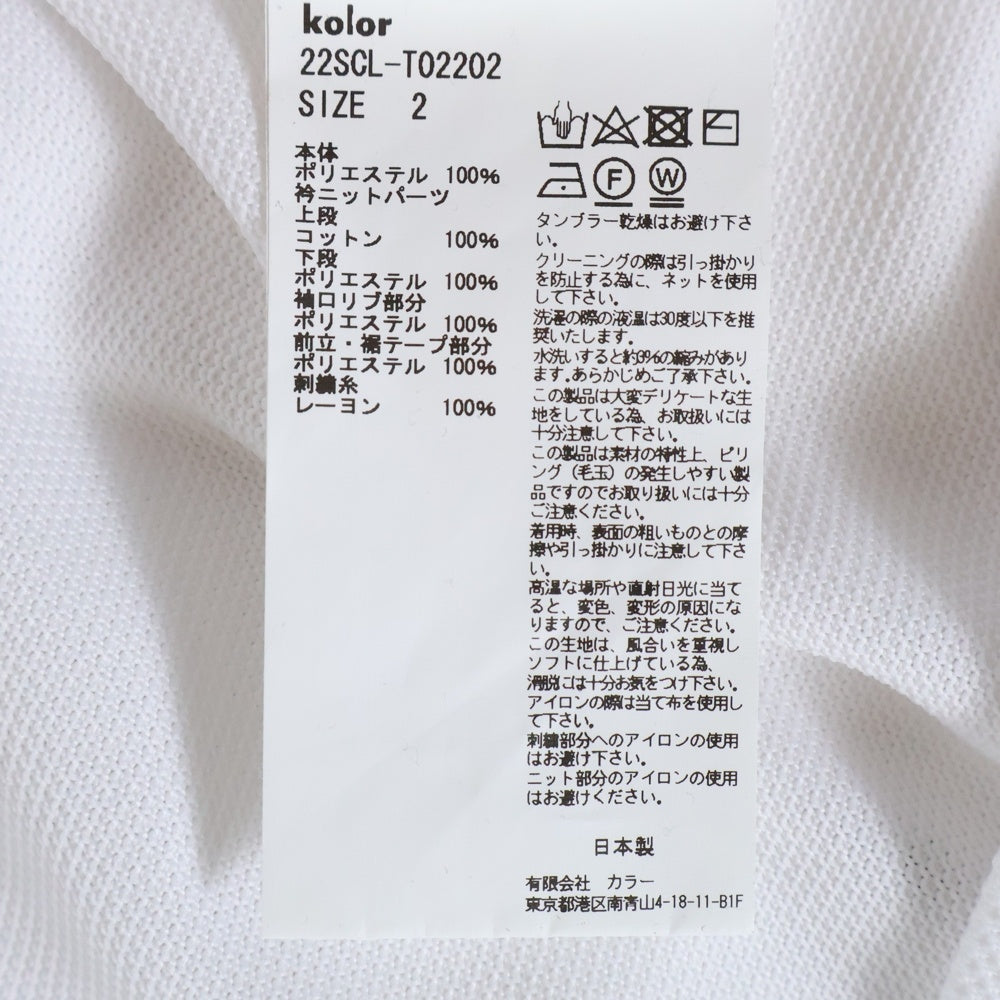 kolor
22SCL-T02202
SIZE 2
本体
ポリエステル 100%
衿ニットパーツ
上段
コットン 100%
下段
ポリエステル 100%
袖口リブ部分
ポリエステル 100%
前立・裾テープ部分
ポリエステル 100%
刺繍糸
レーヨン 100%
F W
タンブラー乾燥はお避け下さ
い。
クリーニングの際は引っ掛かり
を防止する為に、ネットを使用
して下さい。
洗濯の際の液温は30度以下を推
奨いたします。
水洗いすると約3%の縮みがあり
ます。あらかじめご了承下さい。
この製品は大変デリケートな生
地をしている為、お取扱いには
十分注意して下さい。
この製品は素材の特性上、ピリ
ング（毛玉）の発生しやすい製
品ですのでお取り扱いには十分
ご注意ください。
着用時、表面の粗いものとの摩
擦や引っ掛かりに注意して下さ
い。
高温な場所や直射日光に当て
ると、変色、変形の原因にな
りますので、ご注意ください。
この生地は、風合いを重視し
ソフトに仕上げている為、
滑脱には十分お気をつけ下さい。
アイロンの際は当て布を使用し
て下さい。
刺繍部分へのアイロンの使用
はお避け下さい。
ニット部分のアイロンの使用
はお避けください。
日本製
有限会社 カラー
東京都港区南青山4-18-11-B1F